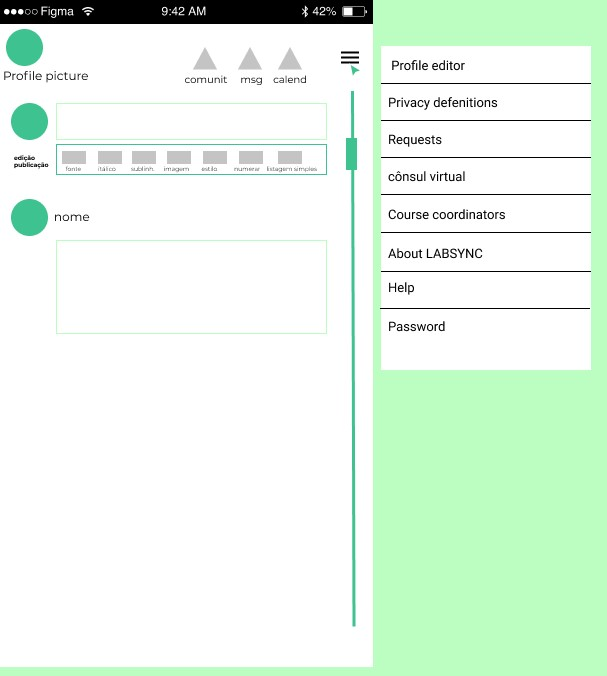 Figma
9:42 AM
42%
Profile picture
comunit
msg
calend
edição
publicação
fonte
itálico
sublinh.
imagem
estilo
numerar
listagem simples
nome
Profile editor
Privacy defenitions
Requests
cônsul virtual
Course coordinators
About LABSYNC
Help
Password